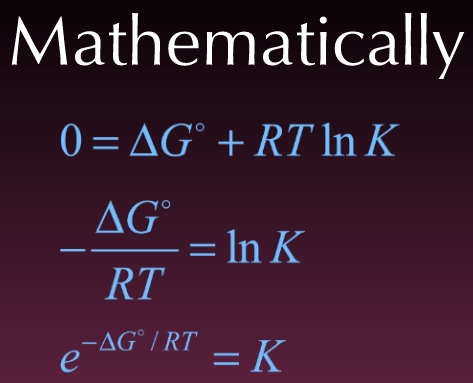 Mathematically
0 = ΔG° + RT ln K
−ΔG°/RT = ln K
e^{−ΔG°/RT} = K